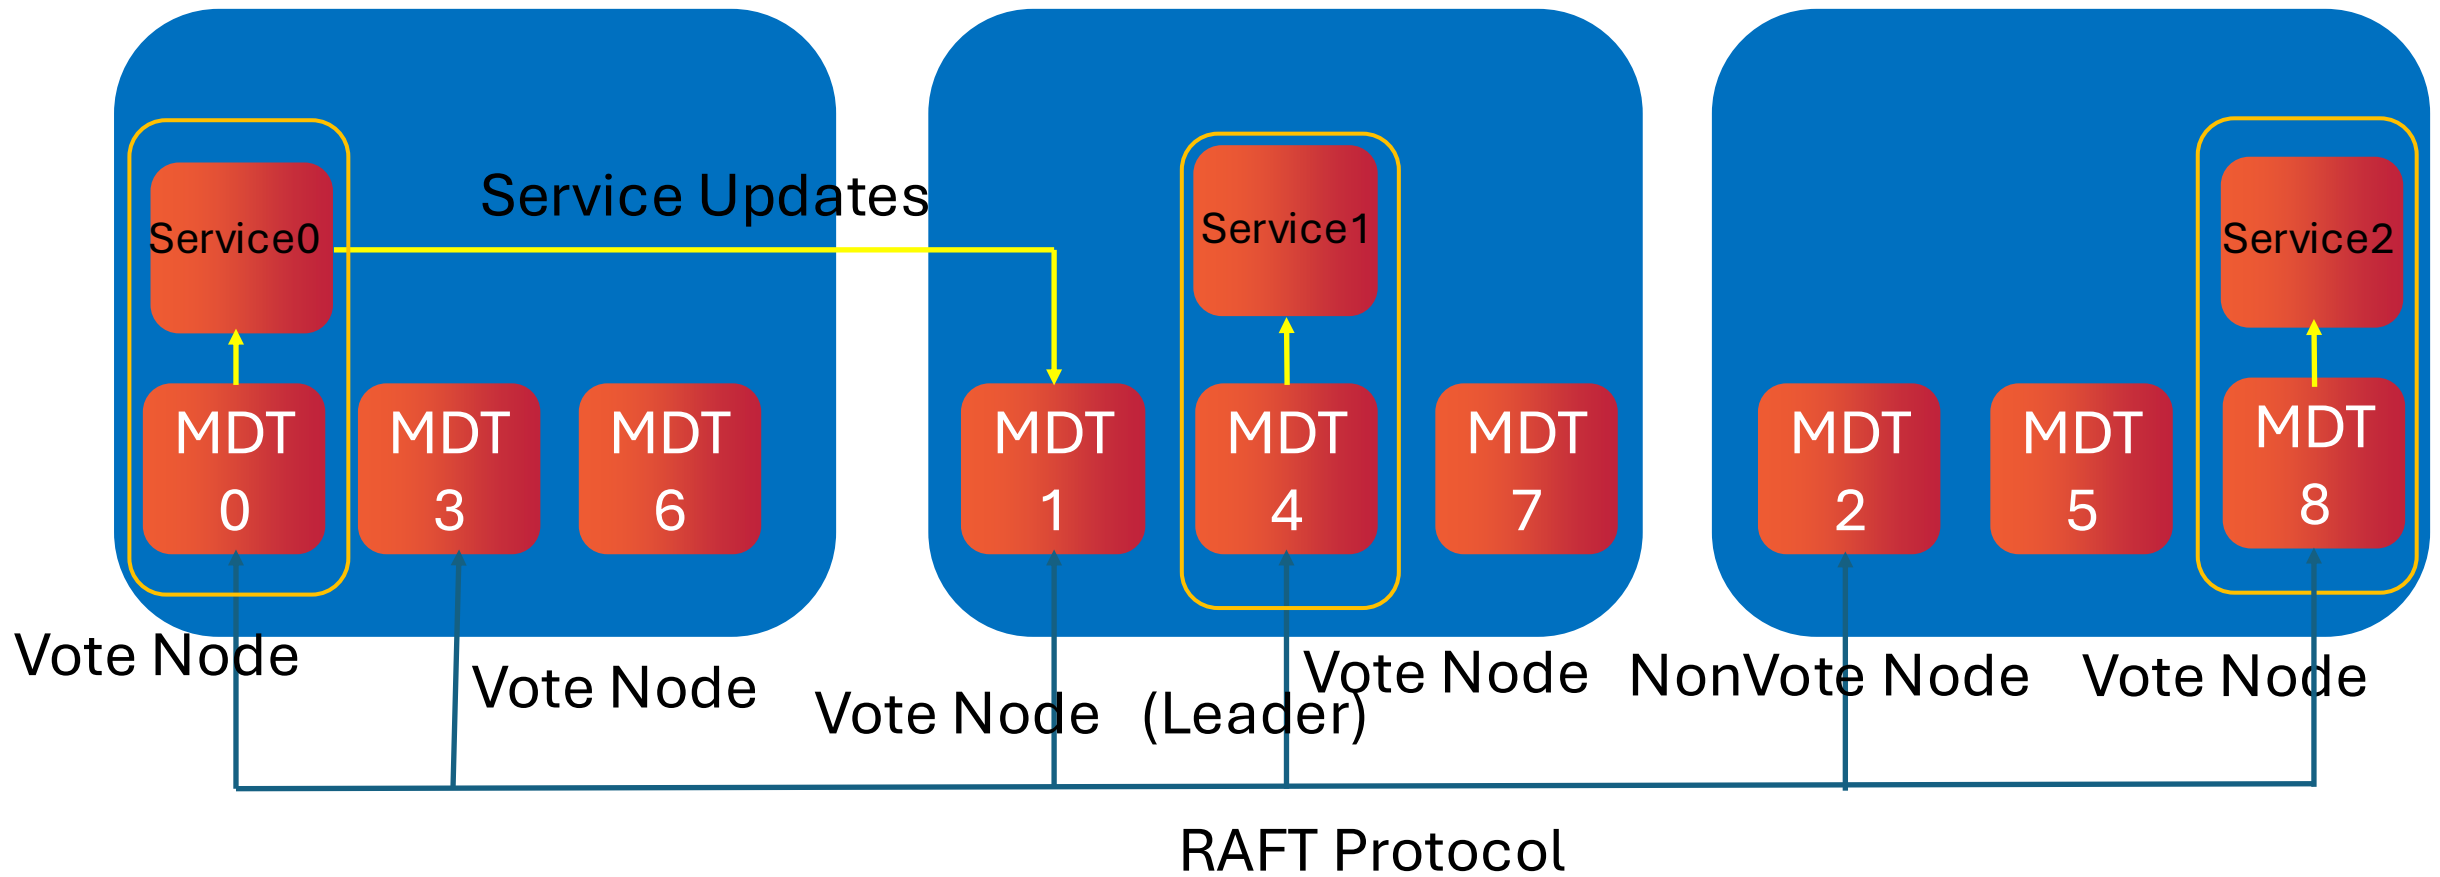 Service Updates
Service0
Service1
Service2
MDT
0
MDT
3
MDT
6
MDT
1
MDT
4
MDT
7
MDT
2
MDT
5
MDT
8
Vote Node
Vote Node
Vote Node (Leader)
Vote Node
NonVote Node
Vote Node
RAFT Protocol